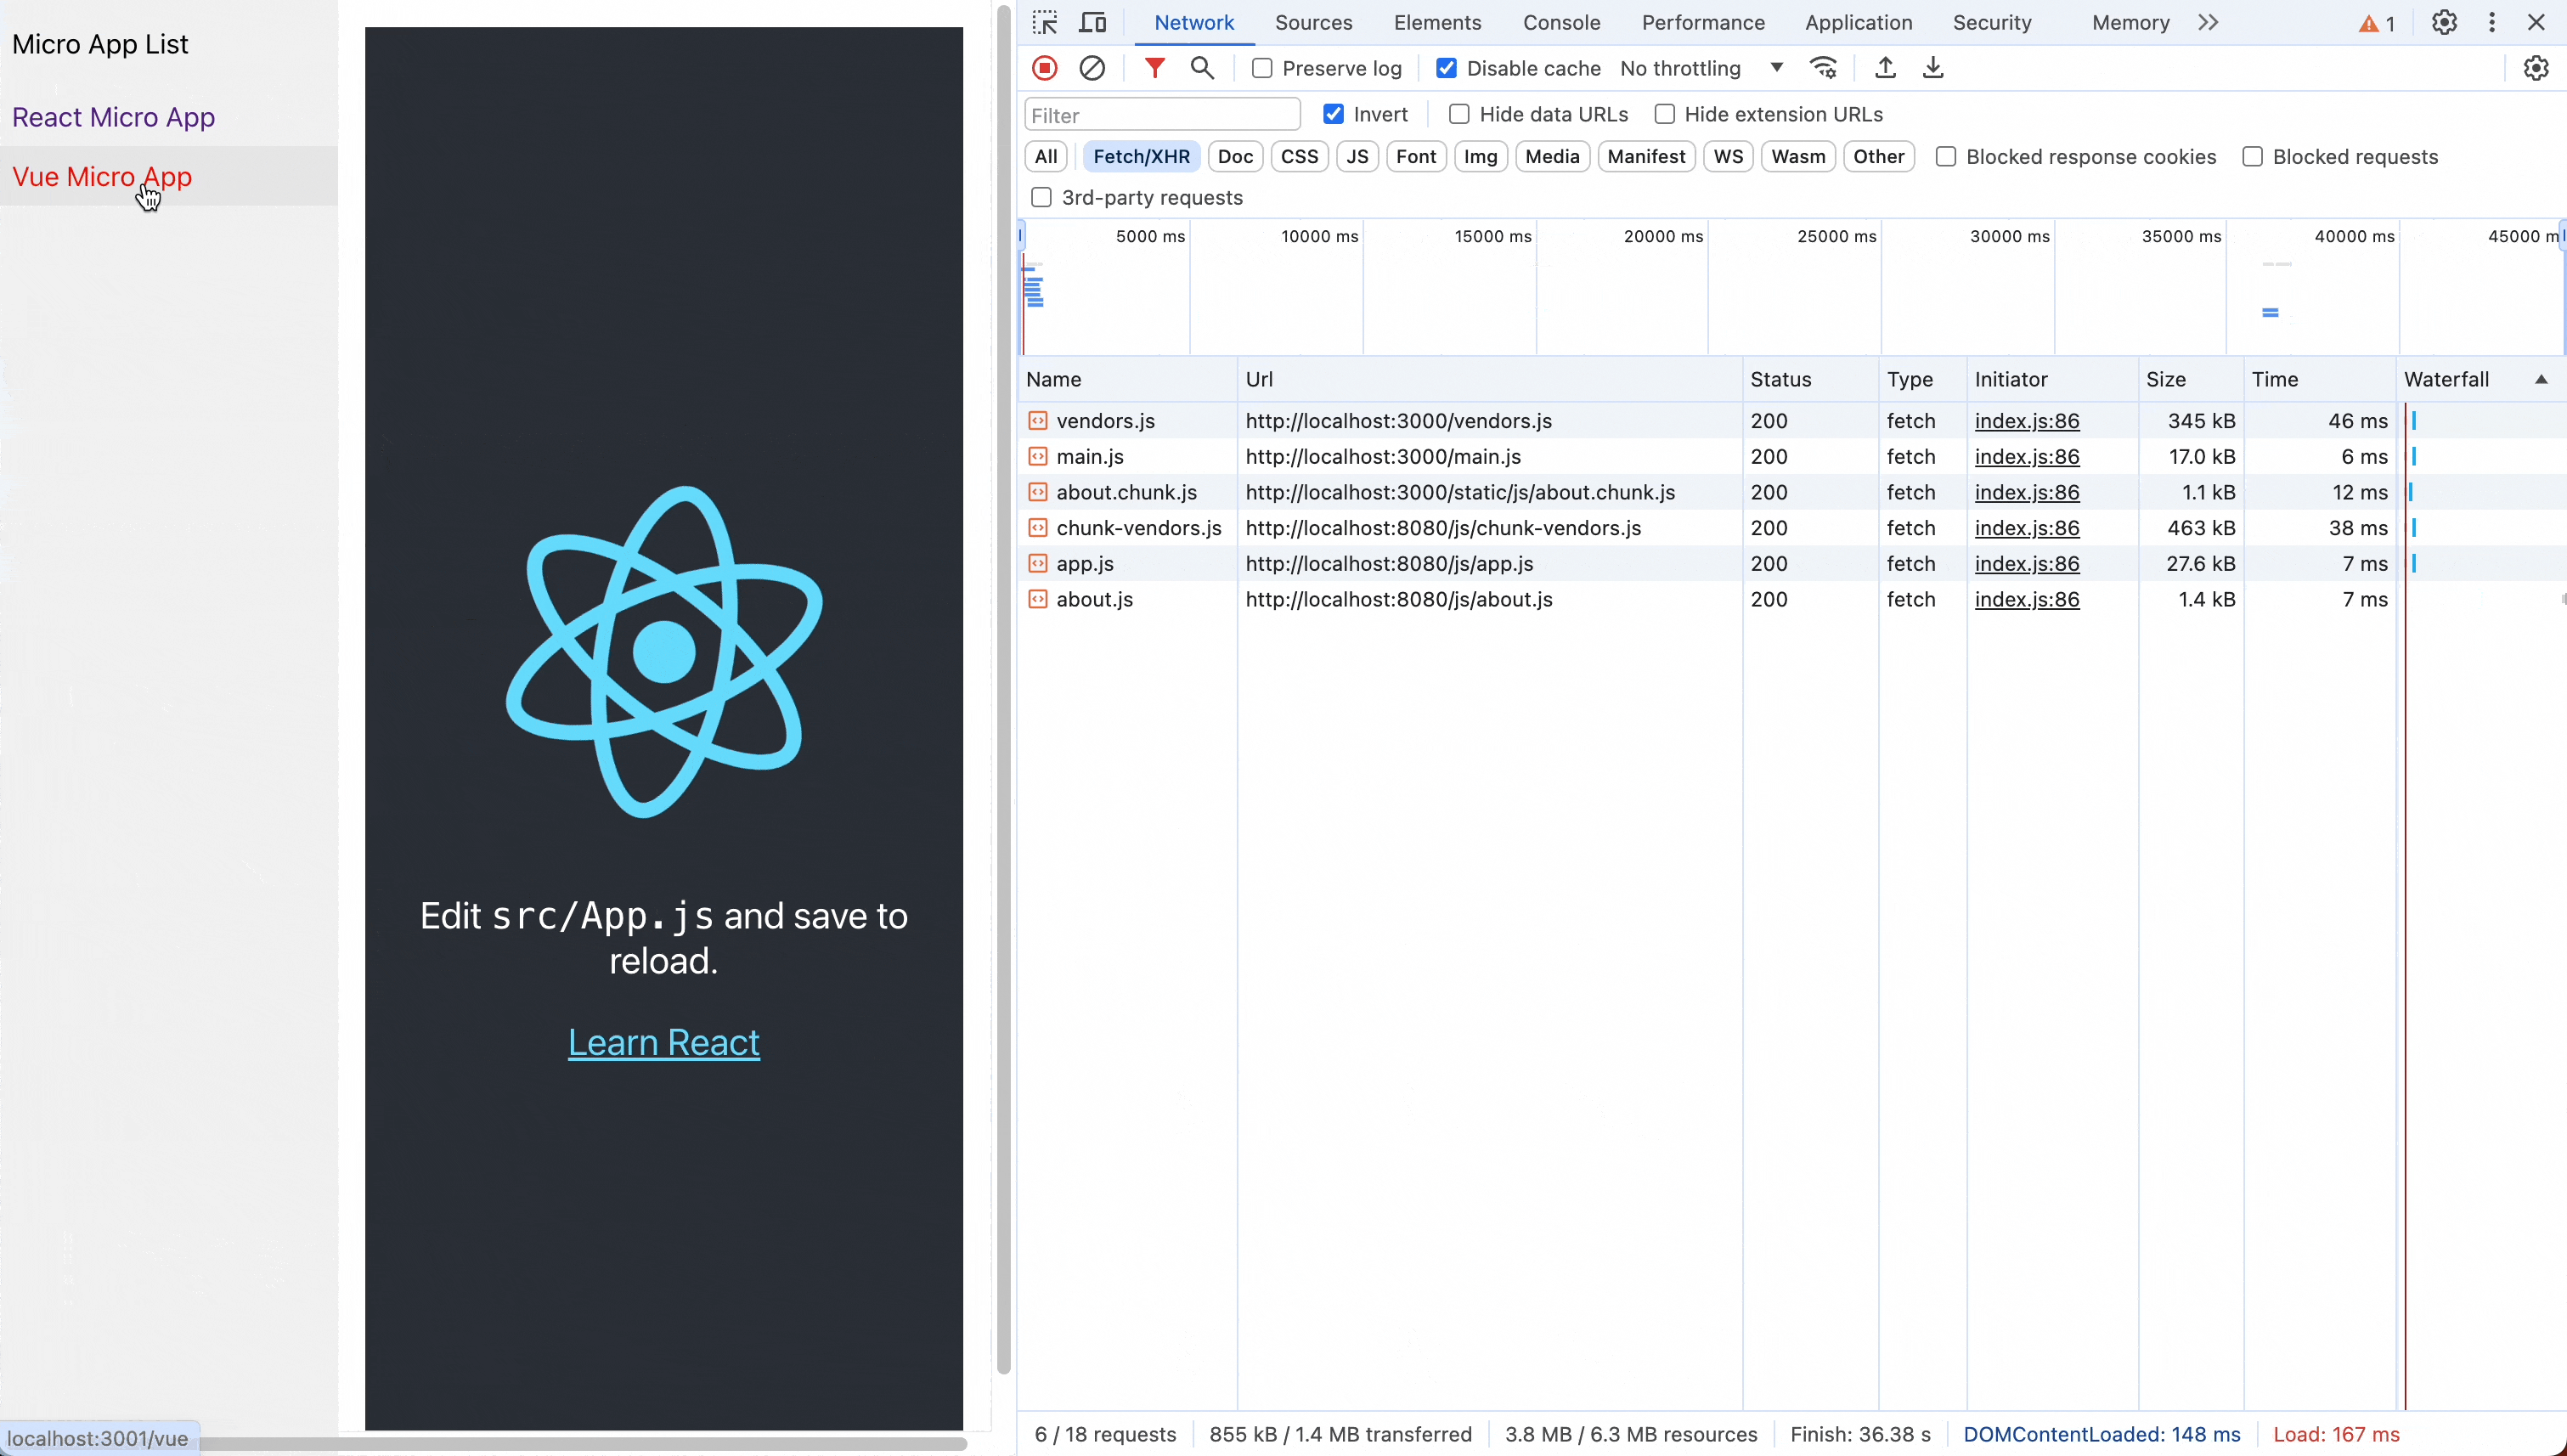 Micro App List
React Micro App
Vue Micro App
Edit src/App.js and save to
reload.
Learn React
localhost:3001/vue
Network Sources Elements Console Performance Application Security Memory 1
Preserve log Disable cache No throttling
Filter Invert Hide data URLs Hide extension URLs
All Fetch/XHR Doc CSS JS Font Img Media Manifest WS Wasm Other Blocked response cookies Blocked requests
3rd-party requests
5000 ms 10000 ms 15000 ms 20000 ms 25000 ms 30000 ms 35000 ms 40000 ms 45000 m
Name Url Status Type Initiator Size Time Waterfall
vendors.js http://localhost:3000/vendors.js 200 fetch index.js:86 345 kB 46 ms
main.js http://localhost:3000/main.js 200 fetch index.js:86 17.0 kB 6 ms
about.chunk.js http://localhost:3000/static/js/about.chunk.js 200 fetch index.js:86 1.1 kB 12 ms
chunk-vendors.js http://localhost:8080/js/chunk-vendors.js 200 fetch index.js:86 463 kB 38 ms
app.js http://localhost:8080/js/app.js 200 fetch index.js:86 27.6 kB 7 ms
about.js http://localhost:8080/js/about.js 200 fetch index.js:86 1.4 kB 7 ms
6 / 18 requests 855 kB / 1.4 MB transferred 3.8 MB / 6.3 MB resources Finish: 36.38 s DOMContentLoaded: 148 ms Load: 167 ms